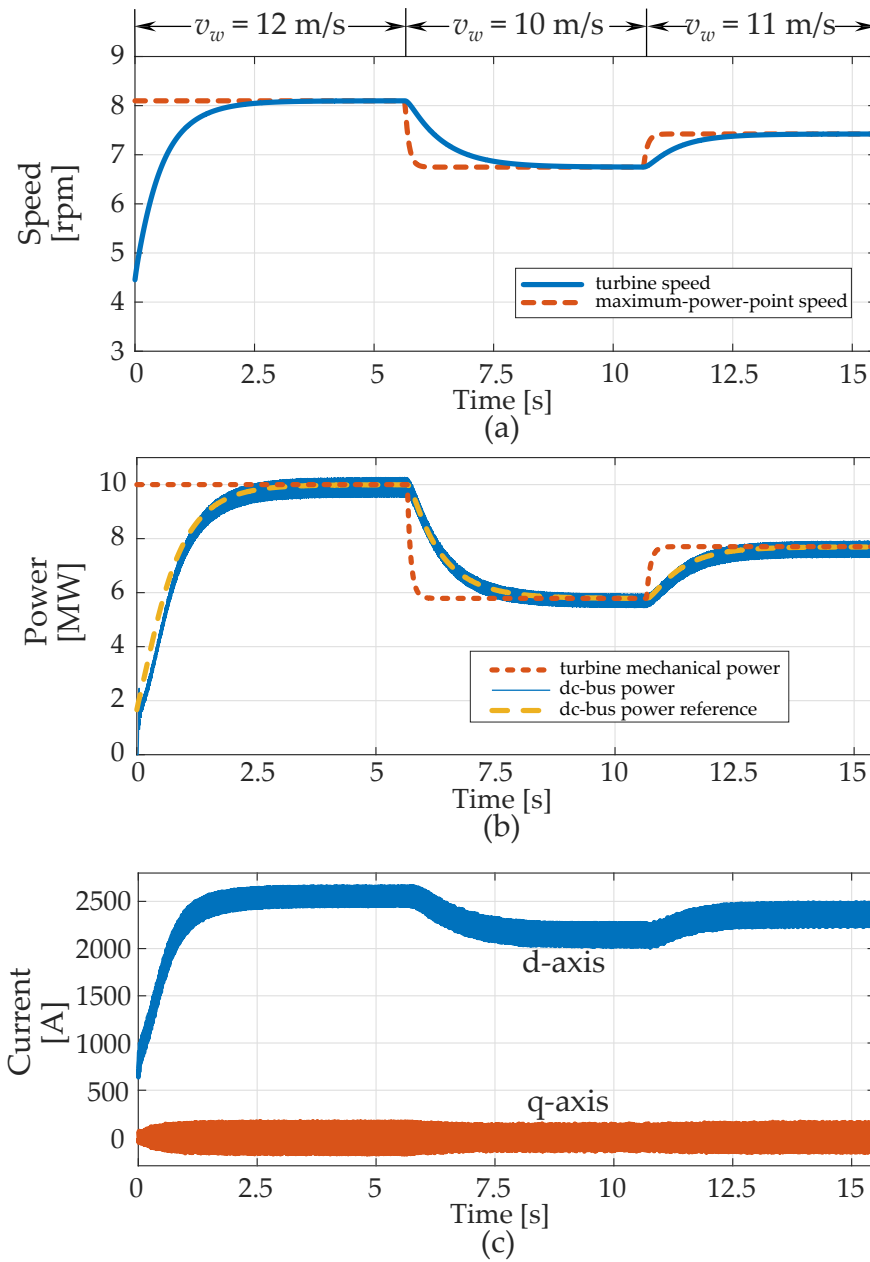 v_w = 12 m/s v_w = 10 m/s v_w = 11 m/s
9
8
7
6
5
4
3
Speed
[rpm]
turbine speed
maximum-power-point speed
0 2.5 5 7.5 10 12.5 15
Time [s]
(a)
10
8
6
4
2
0
Power
[MW]
turbine mechanical power
dc-bus power
dc-bus power reference
0 2.5 5 7.5 10 12.5 15
Time [s]
(b)
2500
2000
1500
1000
500
0
Current
[A]
d-axis
q-axis
0 2.5 5 7.5 10 12.5 15
Time [s]
(c)